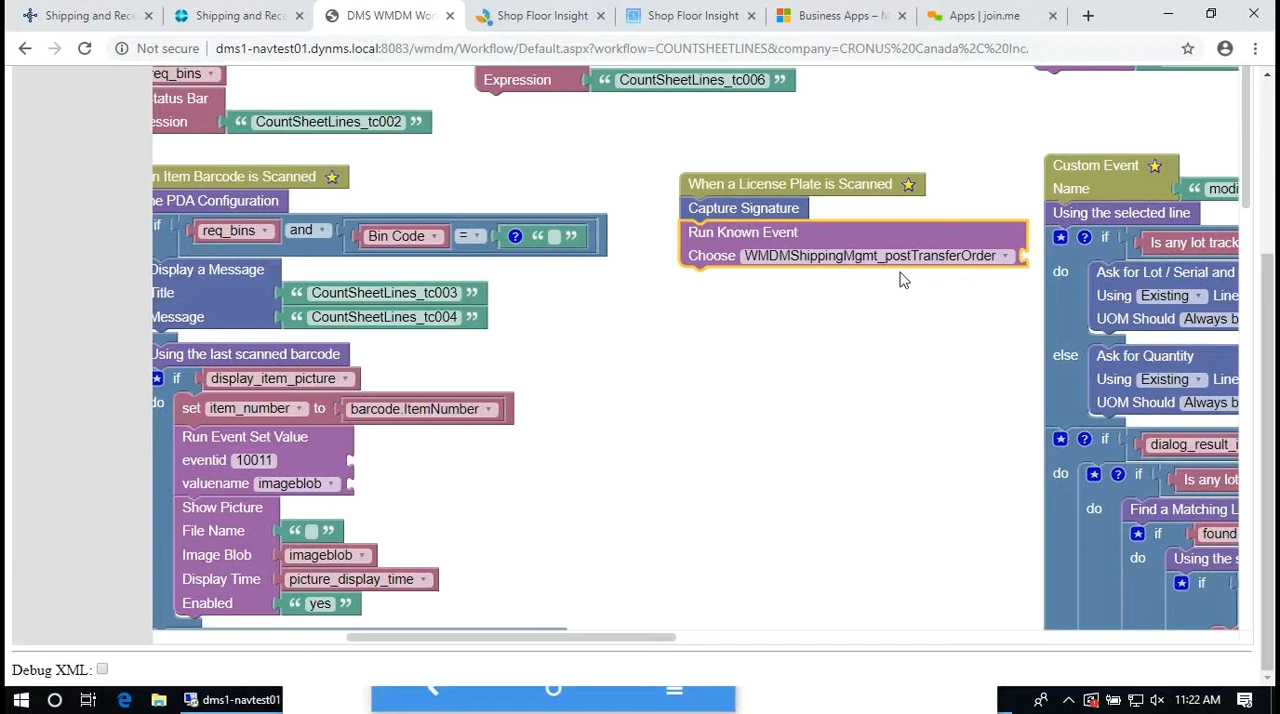 Shipping and Rece
Shipping and Rece
DMS WMDM Wor
Shop Floor Insight
Shop Floor Insight
Business Apps – M
Apps | join.me
Not secure | dms1-navtest01.dynms.local:8083/wmdm/Workflow/Default.aspx?workflow=COUNTSHEETLINES&company=CRONUS%20Canada%2C%20Inc.
req_bins
Status Bar
ession “ CountSheetLines_tc002 ”
Expression “ CountSheetLines_tc006 ”
n Item Barcode is Scanned
he PDA Configuration
if req_bins and Bin Code = ? “ ”
Display a Message
Title “ CountSheetLines_tc003 ”
Message “ CountSheetLines_tc004 ”
Using the last scanned barcode
if display_item_picture
do set item_number to barcode.ItemNumber
Run Event Set Value
eventid 10011
valuename imageblob
Show Picture
File Name “ ”
Image Blob imageblob
Display Time picture_display_time
Enabled “ yes ”
When a License Plate is Scanned
Capture Signature
Run Known Event
Choose WMDMShippingMgmt_postTransferOrder
Custom Event
Name “ modi
Using the selected line
? if Is any lot track
do Ask for Lot / Serial and
Using Existing Line
UOM Should Always b
else Ask for Quantity
Using Existing Line
UOM Should Always b
? if dialog_result_i
do ? if Is any lot
do Find a Matching L
if found
do Using the s
if
Debug XML:
dms1-navtest01
11:22 AM